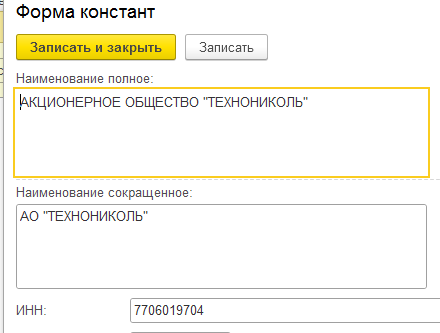 Форма констант
Записать и закрыть
Записать
Наименование полное:
АКЦИОНЕРНОЕ ОБЩЕСТВО "ТЕХНОНИКОЛЬ"
Наименование сокращенное:
АО "ТЕХНОНИКОЛЬ"
ИНН: 7706019704